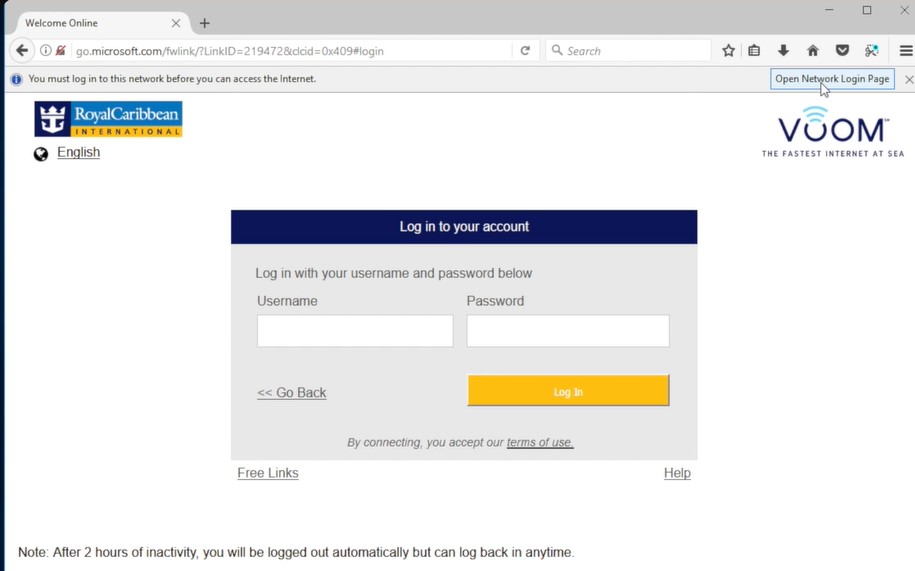 Welcome Online
go.microsoft.com/fwlink/?LinkID=219472&clcid=0x409#login
Search
You must log in to this network before you can access the Internet.
Open Network Login Page
RoyalCaribbean
INTERNATIONAL
English
VOOM
SM
THE FASTEST INTERNET AT SEA
Log in to your account
Log in with your username and password below
Username Password
<< Go Back
Log In
By connecting, you accept our terms of use.
Free Links
Help
Note: After 2 hours of inactivity, you will be logged out automatically but can log back in anytime.